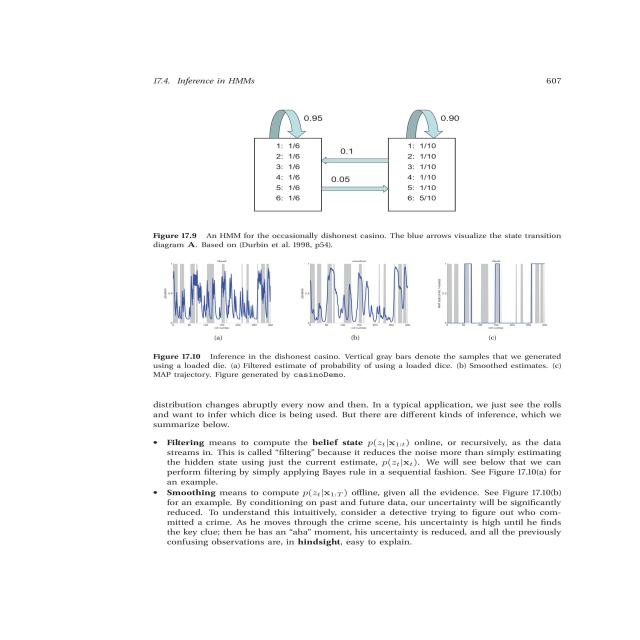 17.4. Inference in HMMs 607
0.95 0.90
1: 1/6 1: 1/10
2: 1/6 2: 1/10
3: 1/6 3: 1/10
4: 1/6 4: 1/10
5: 1/6 5: 1/10
6: 1/6 6: 5/10
0.1
0.05
Figure 17.9 An HMM for the occasionally dishonest casino. The blue arrows visualize the state transition
diagram A. Based on (Durbin et al. 1998, p54).
(a) (b) (c)
Figure 17.10 Inference in the dishonest casino. Vertical gray bars denote the samples that we generated
using a loaded die. (a) Filtered estimate of probability of using a loaded dice. (b) Smoothed estimates. (c)
MAP trajectory. Figure generated by casinoDemo.
distribution changes abruptly every now and then. In a typical application, we just see the rolls
and want to infer which dice is being used. But there are different kinds of inference, which we
summarize below.
• Filtering means to compute the belief state p(z_t|x_{1:t}) online, or recursively, as the data
streams in. This is called “filtering” because it reduces the noise more than simply estimating
the hidden state using just the current estimate, p(z_t|x_t). We will see below that we can
perform filtering by simply applying Bayes rule in a sequential fashion. See Figure 17.10(a) for
an example.
• Smoothing means to compute p(z_t|x_{1:T}) offline, given all the evidence. See Figure 17.10(b)
for an example. By conditioning on past and future data, our uncertainty will be significantly
reduced. To understand this intuitively, consider a detective trying to figure out who com-
mitted a crime. As he moves through the crime scene, his uncertainty is high until he finds
the key clue; then he has an “aha” moment, his uncertainty is reduced, and all the previously
confusing observations are, in hindsight, easy to explain.